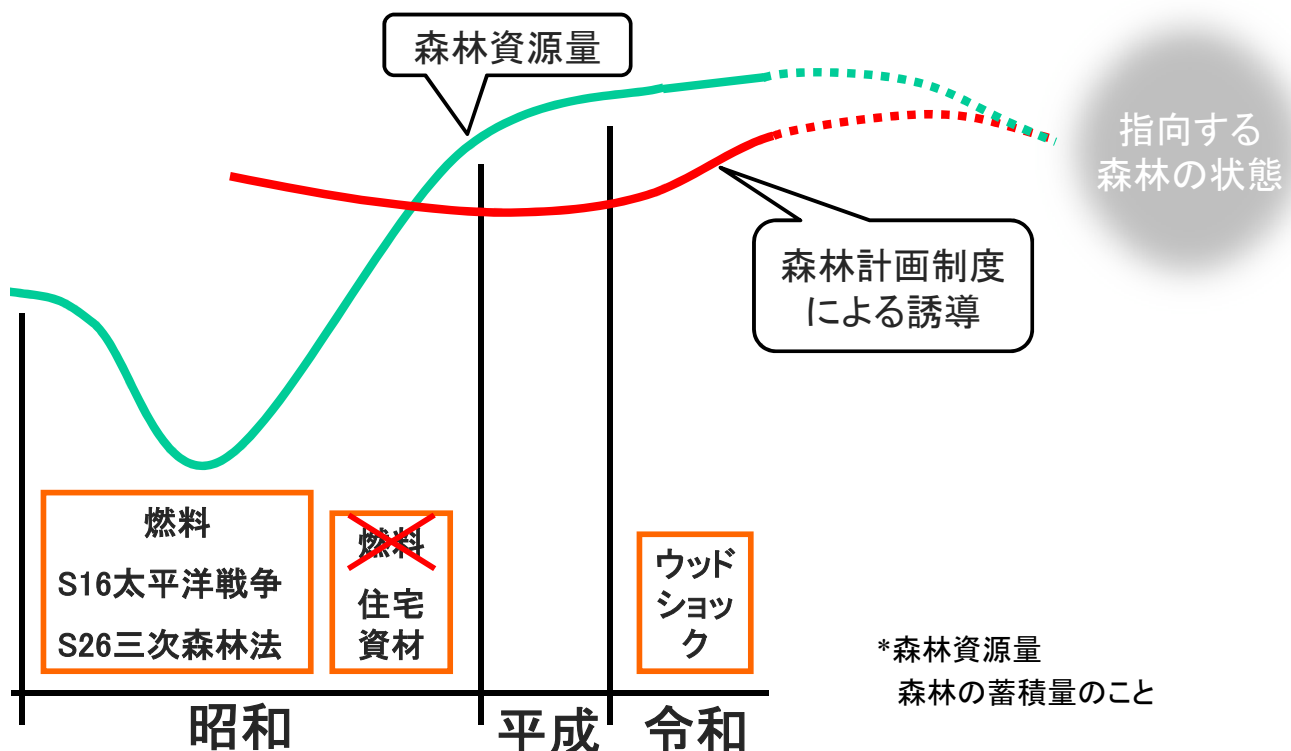 森林資源量
指向する
森林の状態
森林計画制度
による誘導
燃料
S16太平洋戦争
S26三次森林法
燃料
住宅
資材
ウッド
ショッ
ク
*森林資源量
森林の蓄積量のこと
昭和
平成
令和